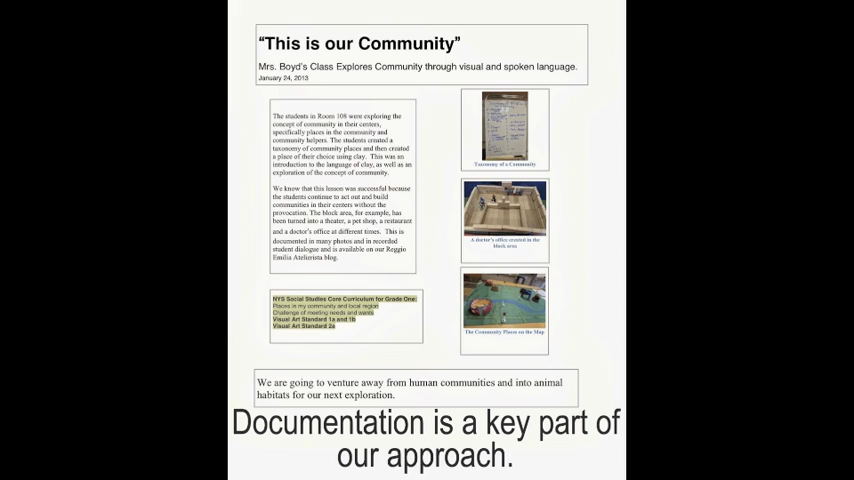 “This is our Community”
Mrs. Boyd's Class Explores Community through visual and spoken language.
January 24, 2013
The students in Room 108 were exploring the
concept of community in their centers,
specifically places in the community and
community helpers. The students created a
taxonomy of community places and then created
a place of their choice using clay. This was an
introduction to the language of clay, as well as an
exploration of the concept of community.
We know that this lesson was successful because
the students continue to act out and build
communities in their centers without the
provocation. The block area, for example, has
been turned into a theater, a pet shop, a restaurant
and a doctor's office at different times. This is
documented in many photos and in recorded
student dialogue and is available on our Reggio
Emilia Atelierista blog.
Taxonomy of a Community
A doctor's office created in the
block area
The Community Places on the Map
NYS Social Studies Core Curriculum for Grade One:
Places in my community and local region
Challenge of meeting needs and wants
Visual Art Standard 1a and 1b
Visual Art Standard 2a
We are going to venture away from human communities and into animal
habitats for our next exploration.
Documentation is a key part of
our approach.